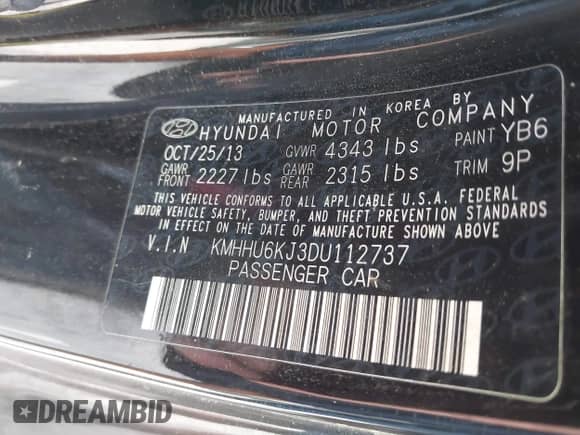 MANUFACTURED IN KOREA BY
HYUNDAI MOTOR COMPANY
OCT/25/13 GVWR 4343 lbs PAINT YB6
GAWR FRONT 2227 lbs GAWR REAR 2315 lbs TRIM 9P
THIS VEHICLE CONFORMS TO ALL APPLICABLE U.S.A. FEDERAL
MOTOR VEHICLE SAFETY, BUMPER, AND THEFT PREVENTION STANDARDS
IN EFFECT ON THE DATE OF MANUFACTURE SHOWN ABOVE
V.I.N KMHHU6KJ3DU112737
PASSENGER CAR
DREAMBID